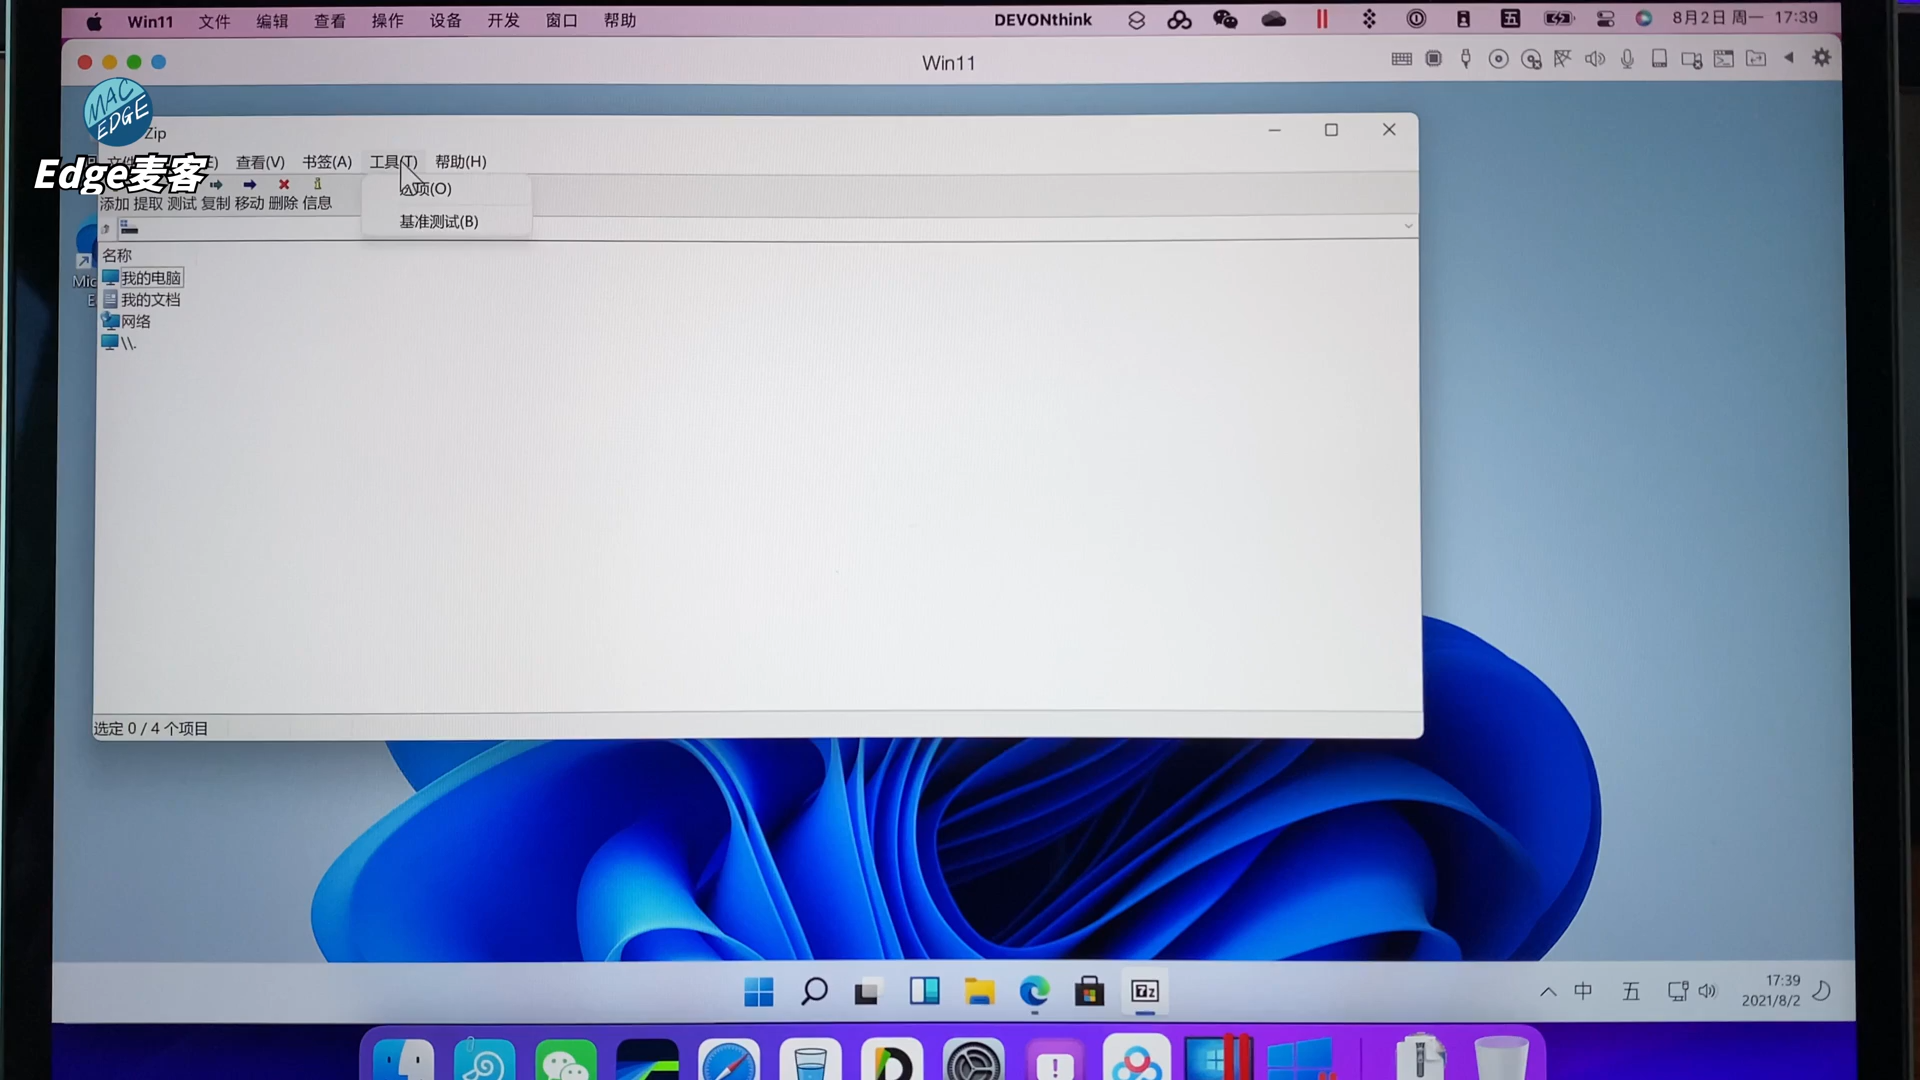 Win11 文件 编辑 查看 操作 设备 开发 窗口 帮助 DEVONthink 五 8月2日 周一 17:39
Win11
MAC EDGE
Zip
Edge麦客
查看(V) 书签(A) 工具(T) 帮助(H)
项(O)
添加 提取 测试 复制 移动 删除 信息
基准测试(B)
名称
我的电脑
我的文档
网络
\\.
选定 0 / 4 个项目
7z
中 五 17:39
2021/8/2